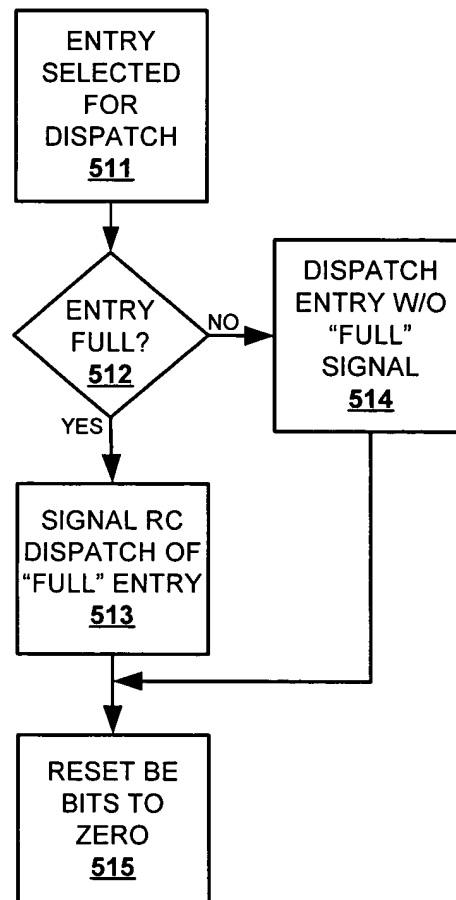 ENTRY
SELECTED
FOR
DISPATCH
511
ENTRY
FULL?
512
NO
YES
DISPATCH
ENTRY W/O
“FULL”
SIGNAL
514
SIGNAL RC
DISPATCH OF
“FULL” ENTRY
513
RESET BE
BITS TO
ZERO
515